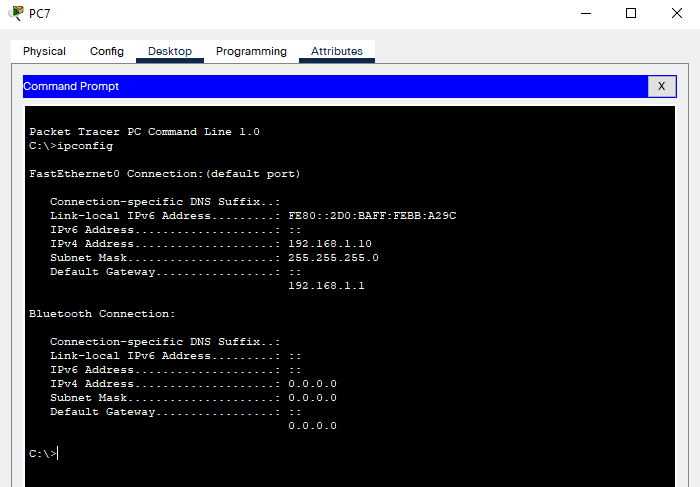 PC7
Physical Config Desktop Programming Attributes
Command Prompt X
Packet Tracer PC Command Line 1.0
C:\>ipconfig
FastEthernet0 Connection:(default port)
Connection-specific DNS Suffix..:
Link-local IPv6 Address.........: FE80::2D0:BAFF:FEBB:A29C
IPv6 Address....................: ::
IPv4 Address....................: 192.168.1.10
Subnet Mask.....................: 255.255.255.0
Default Gateway.................: ::
192.168.1.1
Bluetooth Connection:
Connection-specific DNS Suffix..:
Link-local IPv6 Address.........: ::
IPv6 Address....................: ::
IPv4 Address....................: 0.0.0.0
Subnet Mask.....................: 0.0.0.0
Default Gateway.................: ::
0.0.0.0
C:\>